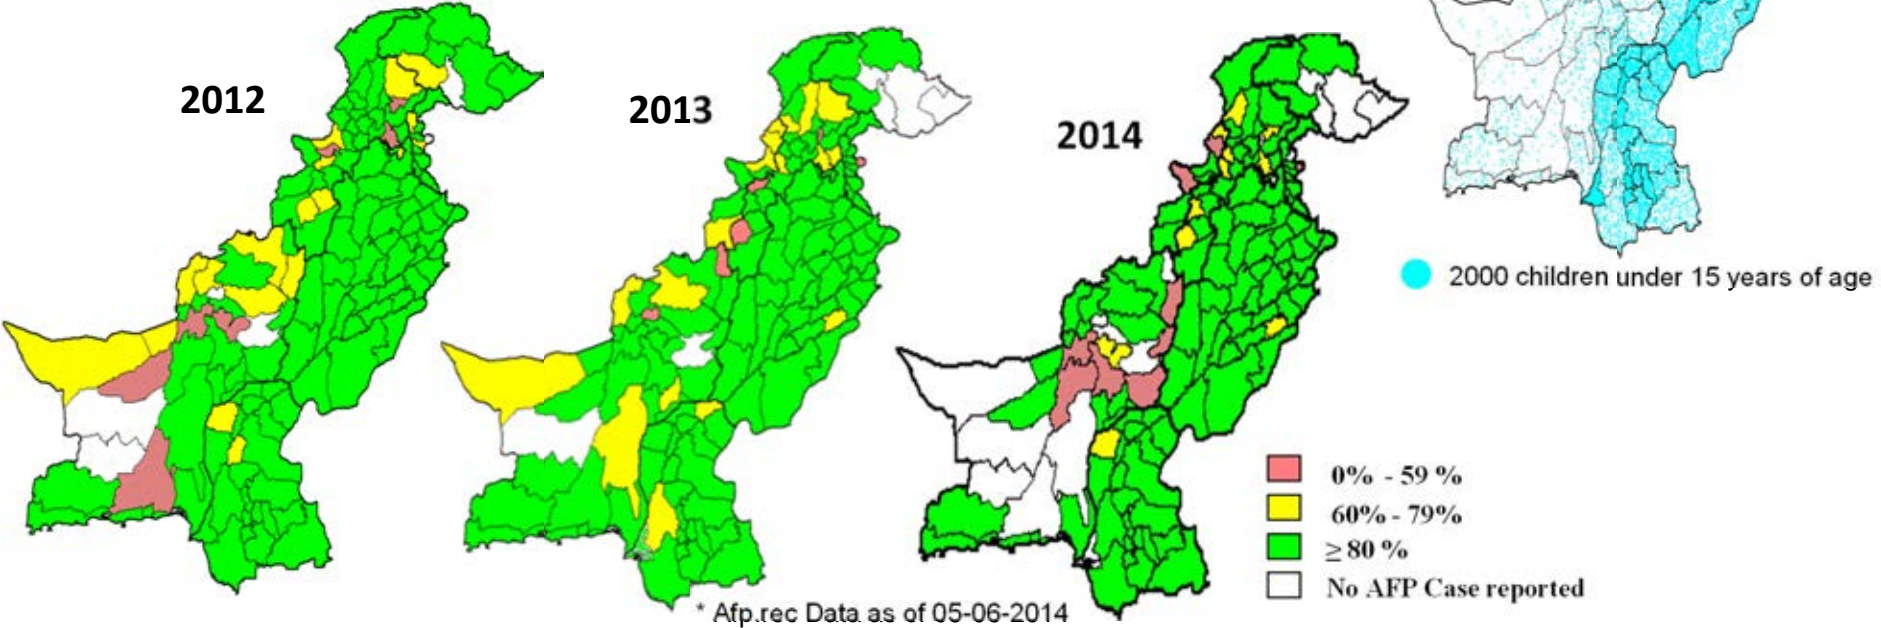 2012
2013
2014
2000 children under 15 years of age
0% - 59 %
60% - 79%
≥ 80 %
No AFP Case reported
* Afp.rec Data as of 05-06-2014